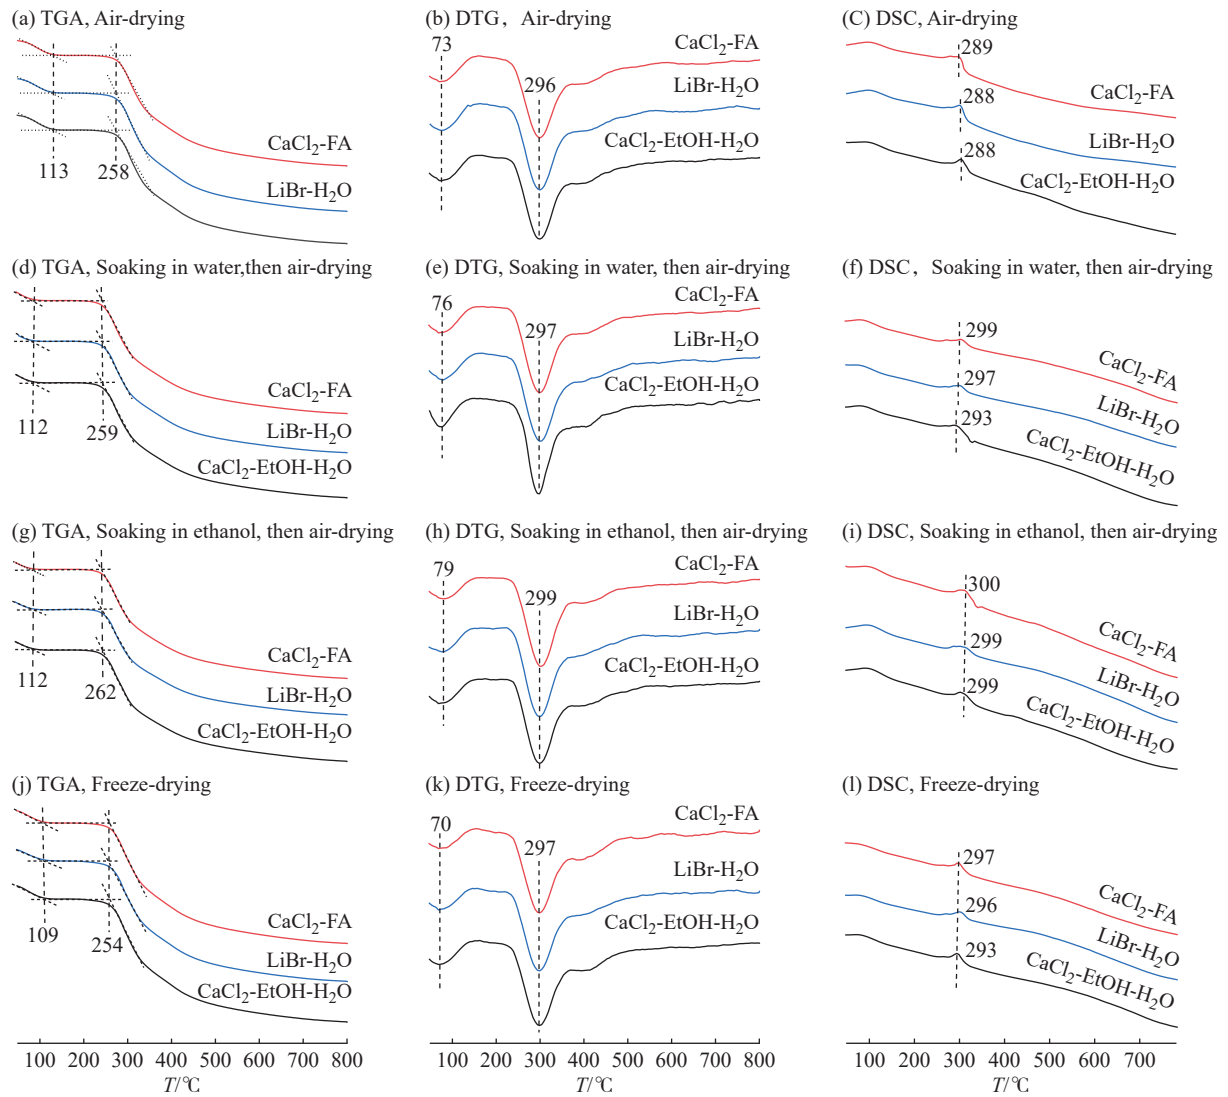 (a) TGA, Air-drying
(b) DTG, Air-drying
(C) DSC, Air-drying
73
CaCl₂-FA
296
LiBr-H₂O
CaCl₂-EtOH-H₂O
289
CaCl₂-FA
288
LiBr-H₂O
288
CaCl₂-EtOH-H₂O
CaCl₂-FA
113
258
LiBr-H₂O
CaCl₂-EtOH-H₂O
(d) TGA, Soaking in water,then air-drying
(e) DTG, Soaking in water, then air-drying
(f) DSC, Soaking in water, then air-drying
CaCl₂-FA
112
259
LiBr-H₂O
CaCl₂-EtOH-H₂O
76
CaCl₂-FA
297
LiBr-H₂O
CaCl₂-EtOH-H₂O
299
CaCl₂-FA
297
LiBr-H₂O
293
CaCl₂-EtOH-H₂O
(g) TGA, Soaking in ethanol, then air-drying
(h) DTG, Soaking in ethanol, then air-drying
(i) DSC, Soaking in ethanol, then air-drying
CaCl₂-FA
112
262
LiBr-H₂O
CaCl₂-EtOH-H₂O
79
CaCl₂-FA
299
LiBr-H₂O
CaCl₂-EtOH-H₂O
300
CaCl₂-FA
299
LiBr-H₂O
299
CaCl₂-EtOH-H₂O
(j) TGA, Freeze-drying
(k) DTG, Freeze-drying
(l) DSC, Freeze-drying
CaCl₂-FA
109
254
LiBr-H₂O
CaCl₂-EtOH-H₂O
70
CaCl₂-FA
297
LiBr-H₂O
CaCl₂-EtOH-H₂O
297
CaCl₂-FA
296
LiBr-H₂O
293
CaCl₂-EtOH-H₂O
100 200 300 400 500 600 700 800
T/℃
100 200 300 400 500 600 700 800
T/℃
100 200 300 400 500 600 700
T/℃